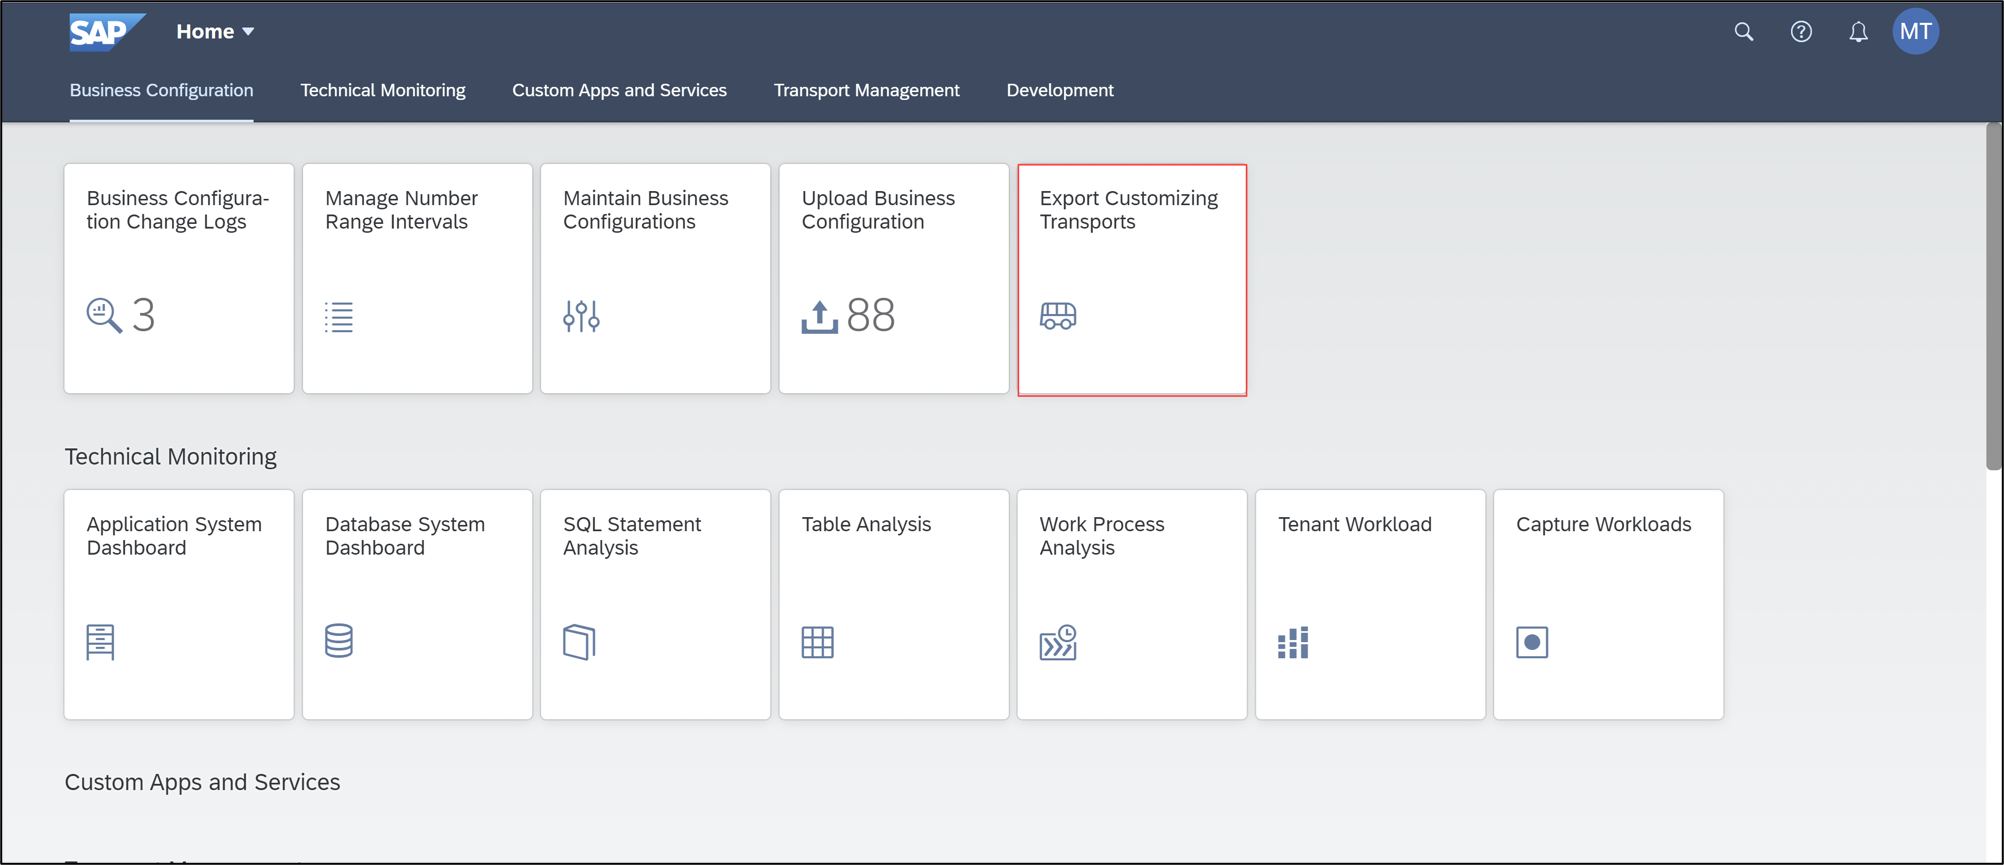 SAP Home
MT
Business Configuration Technical Monitoring Custom Apps and Services Transport Management Development
Business Configura-
tion Change Logs
3
Manage Number
Range Intervals
Maintain Business
Configurations
Upload Business
Configuration
88
Export Customizing
Transports
Technical Monitoring
Application System
Dashboard
Database System
Dashboard
SQL Statement
Analysis
Table Analysis
Work Process
Analysis
Tenant Workload
Capture Workloads
Custom Apps and Services